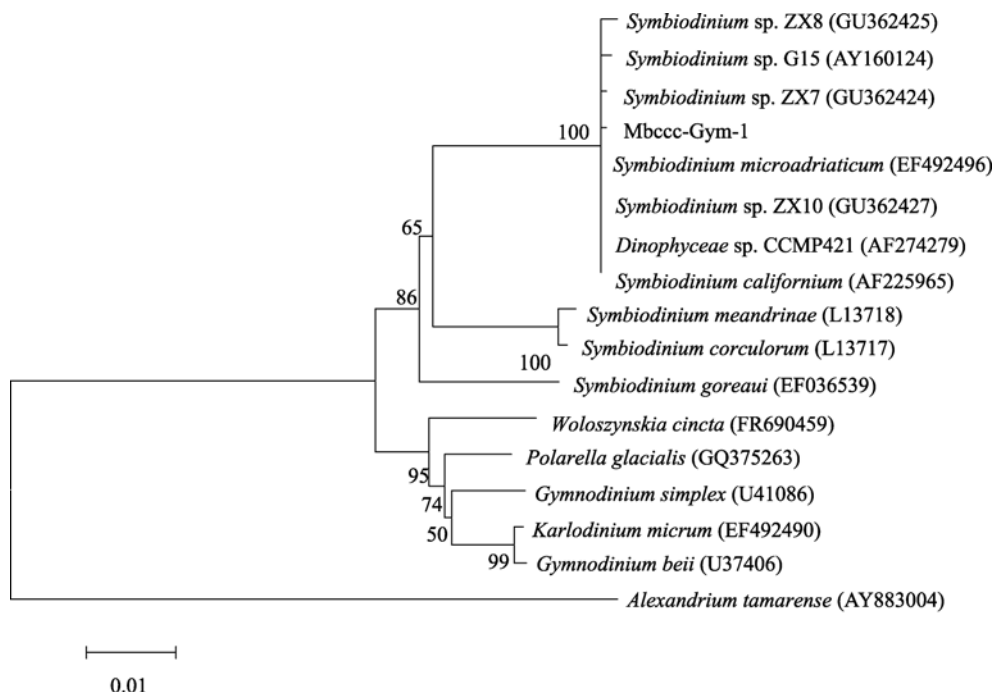 Symbiodinium sp. ZX8 (GU362425)
Symbiodinium sp. G15 (AY160124)
Symbiodinium sp. ZX7 (GU362424)
100
Mbccc-Gym-1
Symbiodinium microadriaticum (EF492496)
Symbiodinium sp. ZX10 (GU362427)
65
Dinophyceae sp. CCMP421 (AF274279)
Symbiodinium californium (AF225965)
86
Symbiodinium meandrinae (L13718)
Symbiodinium corculorum (L13717)
100
Symbiodinium goreaui (EF036539)
Woloszynskia cincta (FR690459)
Polarella glacialis (GQ375263)
95
Gymnodinium simplex (U41086)
74
Karlodinium micrum (EF492490)
50
Gymnodinium beii (U37406)
99
Alexandrium tamarense (AY883004)
0.01